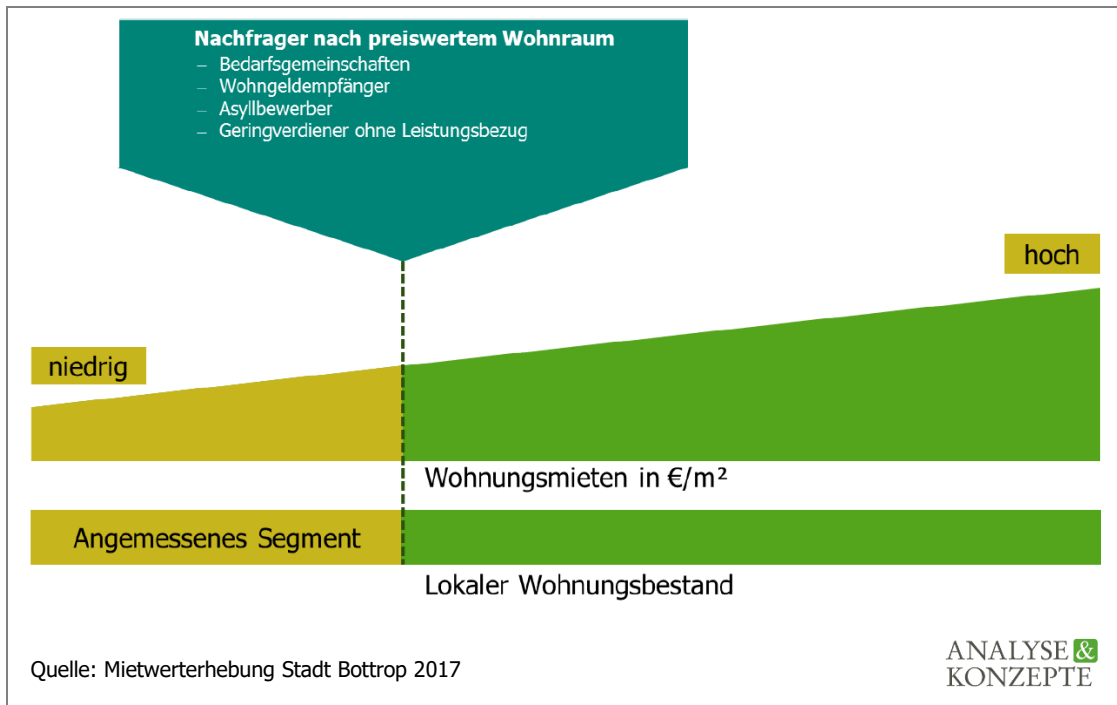 Nachfrager nach preiswertem Wohnraum
– Bedarfsgemeinschaften
– Wohngeldempfänger
– Asyllbewerber
– Geringverdiener ohne Leistungsbezug
hoch
niedrig
Wohnungsmieten in €/m²
Angemessenes Segment
Lokaler Wohnungsbestand
Quelle: Mietwerterhebung Stadt Bottrop 2017
ANALYSE &
KONZEPTE